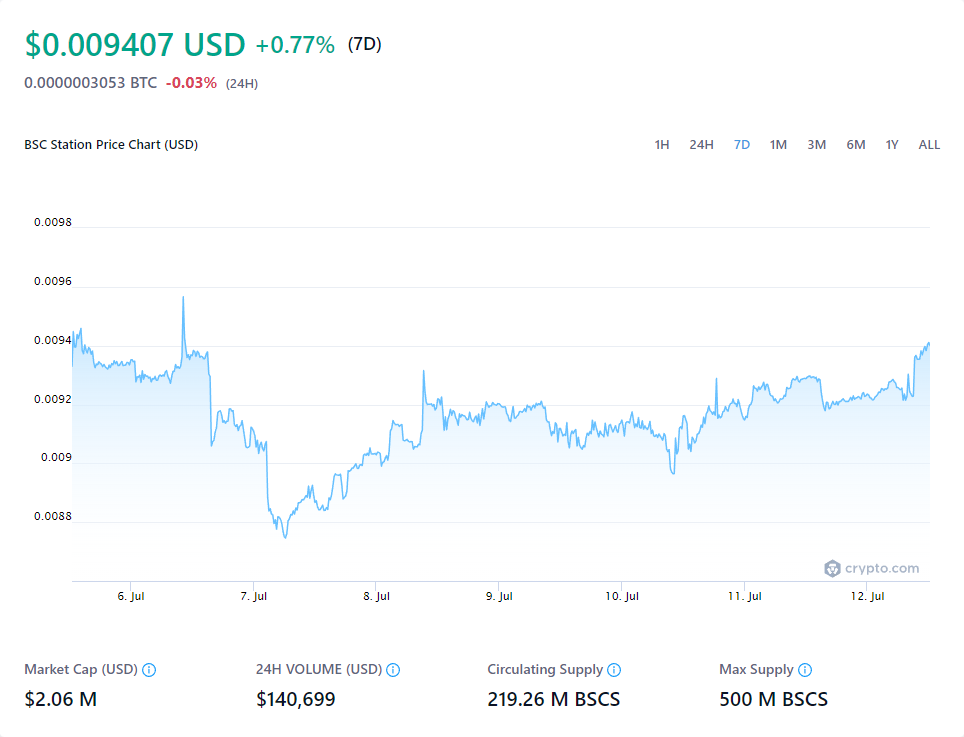 $0.009407 USD +0.77% (7D)
0.0000003053 BTC -0.03% (24H)
BSC Station Price Chart (USD) 1H 24H 7D 1M 3M 6M 1Y ALL
0.0098
0.0096
0.0094
0.0092
0.009
0.0088
crypto.com
6. Jul 7. Jul 8. Jul 9. Jul 10. Jul 11. Jul 12. Jul
Market Cap (USD) 24H VOLUME (USD) Circulating Supply Max Supply
$2.06 M $140,699 219.26 M BSCS 500 M BSCS